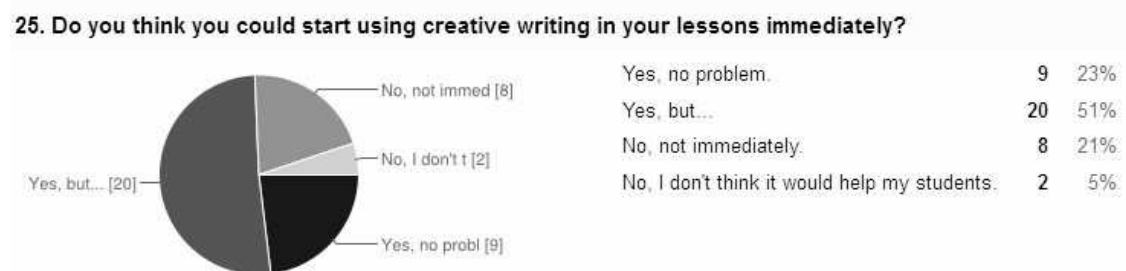 25. Do you think you could start using creative writing in your lessons immediately?
No, not immed [8]
No, I don't t [2]
Yes, but... [20]
Yes, no probl [9]
Yes, no problem. 9 23%
Yes, but... 20 51%
No, not immediately. 8 21%
No, I don't think it would help my students. 2 5%